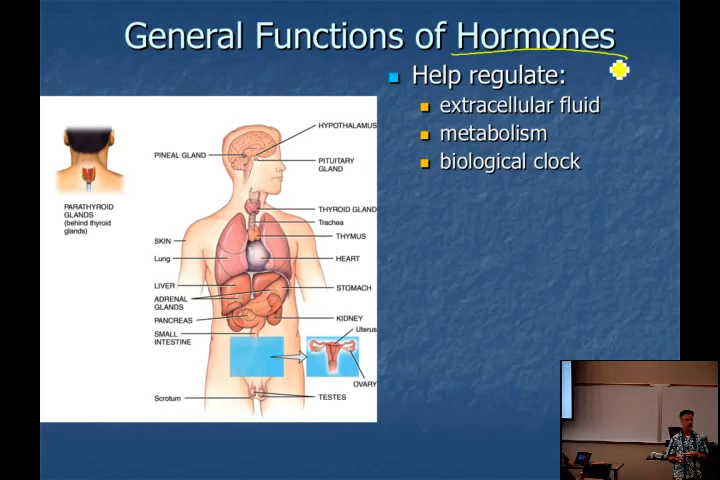 General Functions of Hormones
Help regulate:
extracellular fluid
metabolism
biological clock
HYPOTHALAMUS
PINEAL GLAND
PITUITARY
GLAND
PARATHYROID
GLANDS
(behind thyroid
glands)
THYROID GLAND
Trachea
THYMUS
SKIN
Lung
HEART
LIVER
STOMACH
ADRENAL
GLANDS
PANCREAS
KIDNEY
Uterus
SMALL
INTESTINE
OVARY
Scrotum
TESTES